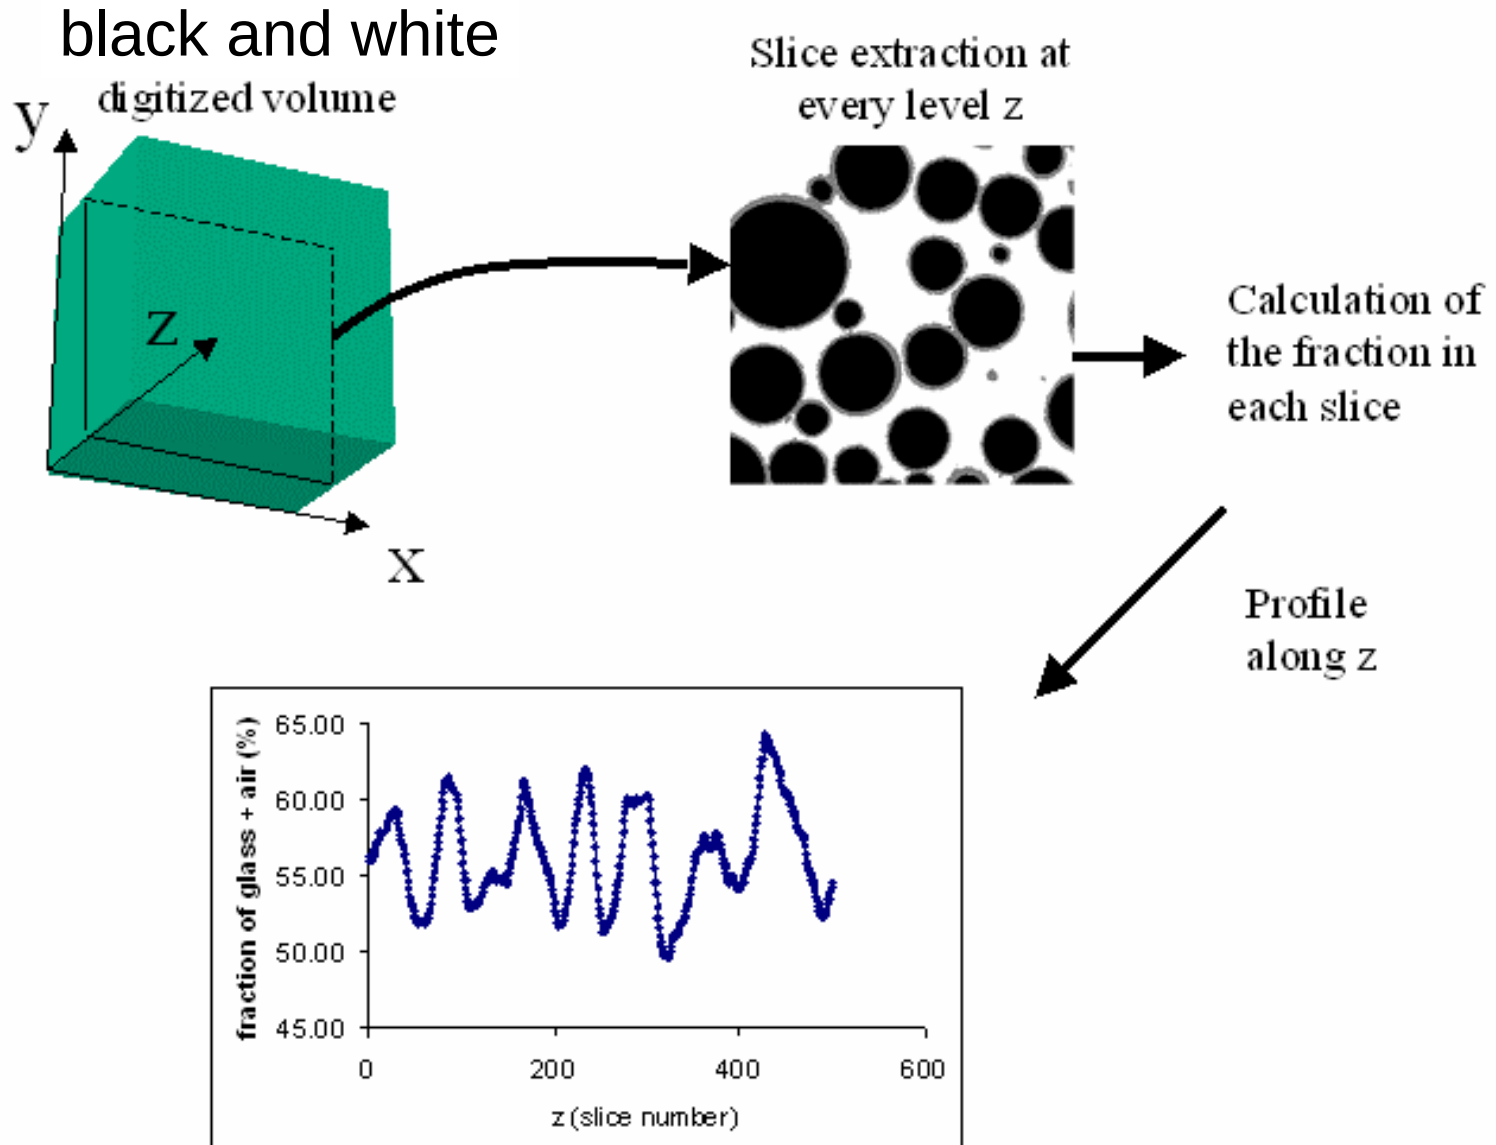 black and white
digitized volume
y
z
x
Slice extraction at
every level z
Calculation of
the fraction in
each slice
Profile
along z
fraction of glass + air (%)
65.00
60.00
55.00
50.00
45.00
0
200
400
600
z (slice number)